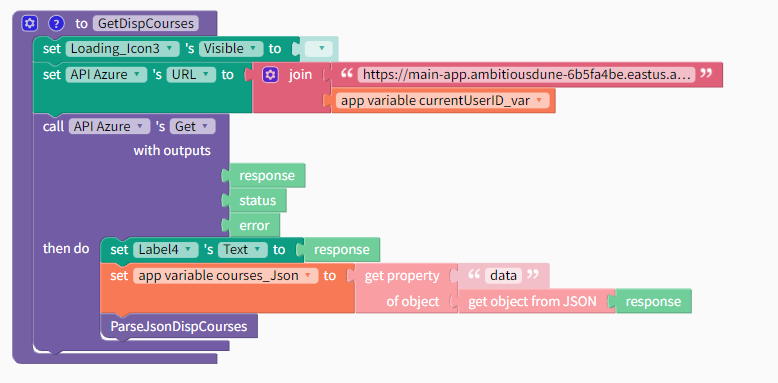 ? to GetDispCourses
set Loading_Icon3 's Visible to
set API Azure 's URL to join “ https://main-app.ambitiousdune-6b5fa4be.eastus.a... ”
app variable currentUserID_var
call API Azure 's Get
with outputs
response
status
error
then do set Label4 's Text to response
set app variable courses_Json to get property “ data ”
of object get object from JSON response
ParseJsonDispCourses